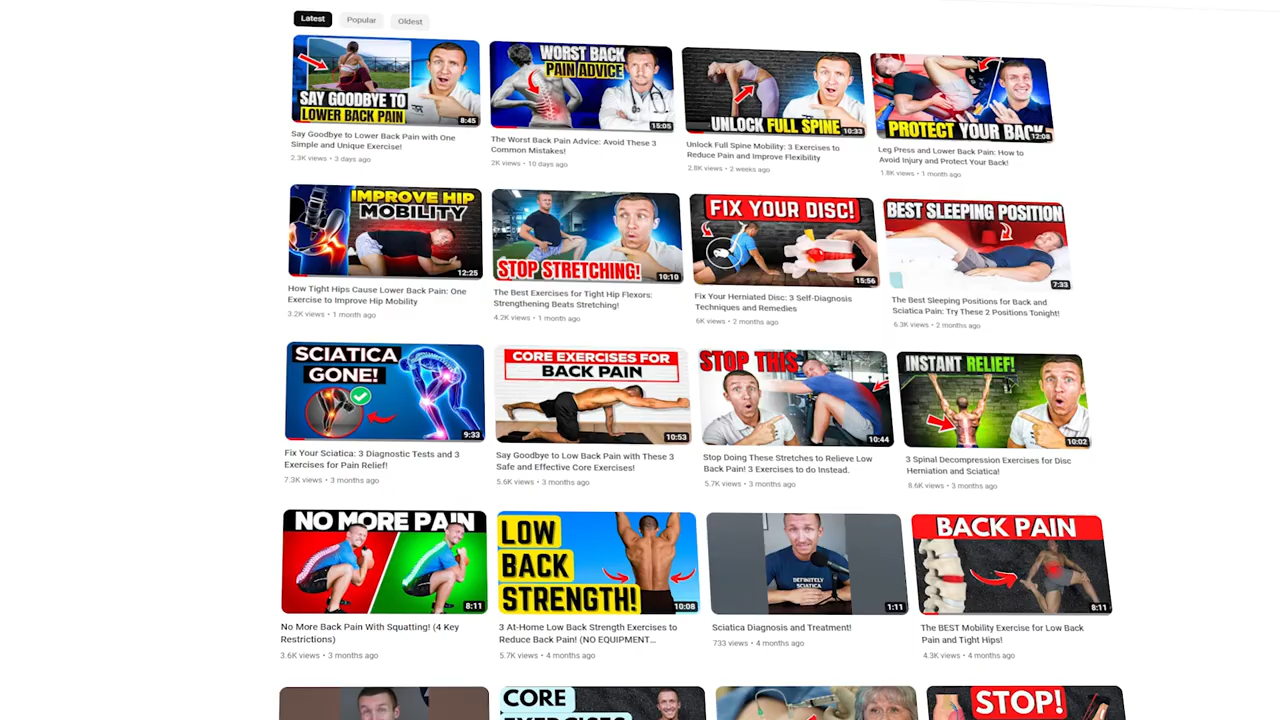 Latest
Popular
Oldest
SAY GOODBYE TO
LOWER BACK PAIN
8:45
Say Goodbye to Lower Back Pain with One
Simple and Unique Exercise!
2.3K views • 3 days ago
WORST BACK
PAIN ADVICE
15:05
The Worst Back Pain Advice: Avoid These 3
Common Mistakes!
2K views • 10 days ago
UNLOCK FULL SPINE
10:33
Unlock Full Spine Mobility: 3 Exercises to
Reduce Pain and Improve Flexibility
2.8K views • 2 weeks ago
PROTECT YOUR BACK
12:08
Leg Press and Lower Back Pain: How to
Avoid Injury and Protect Your Back!
1.8K views • 1 month ago
IMPROVE HIP
MOBILITY
12:25
How Tight Hips Cause Lower Back Pain: One
Exercise to Improve Hip Mobility
3.2K views • 1 month ago
STOP STRETCHING!
10:10
The Best Exercises for Tight Hip Flexors:
Strengthening Beats Stretching!
4.2K views • 1 month ago
FIX YOUR DISC!
15:56
Fix Your Herniated Disc: 3 Self-Diagnosis
Techniques and Remedies
6K views • 2 months ago
BEST SLEEPING POSITION
7:33
The Best Sleeping Positions for Back and
Sciatica Pain: Try These 2 Positions Tonight!
6.3K views • 2 months ago
SCIATICA
GONE!
9:33
Fix Your Sciatica: 3 Diagnostic Tests and 3
Exercises for Pain Relief!
7.3K views • 3 months ago
CORE EXERCISES FOR
BACK PAIN
10:53
Say Goodbye to Low Back Pain with These 3
Safe and Effective Core Exercises!
5.6K views • 3 months ago
STOP THIS
10:44
Stop Doing These Stretches to Relieve Low
Back Pain! 3 Exercises to do Instead.
5.7K views • 3 months ago
INSTANT RELIEF!
10:02
3 Spinal Decompression Exercises for Disc
Herniation and Sciatica!
8.6K views • 3 months ago
NO MORE PAIN
8:11
No More Back Pain With Squatting! (4 Key
Restrictions)
3.6K views • 3 months ago
LOW
BACK
STRENGTH!
10:08
3 At-Home Low Back Strength Exercises to
Reduce Back Pain! (NO EQUIPMENT...
5.7K views • 4 months ago
DEFINITELY
SCIATICA
1:11
Sciatica Diagnosis and Treatment!
733 views • 4 months ago
BACK PAIN
8:11
The BEST Mobility Exercise for Low Back
Pain and Tight Hips!
4.3K views • 4 months ago
CORE
EXERCISES
STOP!